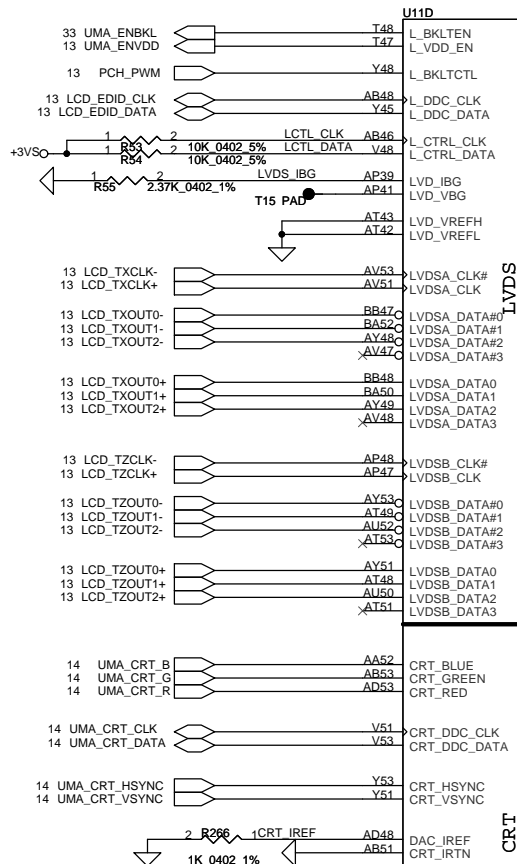 U11D
33 UMA_ENBKL T48 L_BKLTEN
13 UMA_ENVDD T47 L_VDD_EN
13 PCH_PWM Y48 L_BKLTCTL
13 LCD_EDID_CLK AB48 L_DDC_CLK
13 LCD_EDID_DATA Y45 L_DDC_DATA
+3VS 1 R53 2 10K_0402_5% LCTL_CLK AB46 L_CTRL_CLK
1 R54 2 10K_0402_5% LCTL_DATA V48 L_CTRL_DATA
1 R55 2 2.37K_0402_1% LVDS_IBG AP39 LVD_IBG
T15 PAD AP41 LVD_VBG
AT43 LVD_VREFH
AT42 LVD_VREFL
LVDS
13 LCD_TXCLK- AV53 LVDSA_CLK#
13 LCD_TXCLK+ AV51 LVDSA_CLK
13 LCD_TXOUT0- BB47 LVDSA_DATA#0
13 LCD_TXOUT1- BA52 LVDSA_DATA#1
13 LCD_TXOUT2- AY48 LVDSA_DATA#2
AV47 LVDSA_DATA#3
13 LCD_TXOUT0+ BB48 LVDSA_DATA0
13 LCD_TXOUT1+ BA50 LVDSA_DATA1
13 LCD_TXOUT2+ AY49 LVDSA_DATA2
AV48 LVDSA_DATA3
13 LCD_TZCLK- AP48 LVDSB_CLK#
13 LCD_TZCLK+ AP47 LVDSB_CLK
13 LCD_TZOUT0- AY53 LVDSB_DATA#0
13 LCD_TZOUT1- AT49 LVDSB_DATA#1
13 LCD_TZOUT2- AU52 LVDSB_DATA#2
AT53 LVDSB_DATA#3
13 LCD_TZOUT0+ AY51 LVDSB_DATA0
13 LCD_TZOUT1+ AT48 LVDSB_DATA1
13 LCD_TZOUT2+ AU50 LVDSB_DATA2
AT51 LVDSB_DATA3
14 UMA_CRT_B AA52 CRT_BLUE
14 UMA_CRT_G AB53 CRT_GREEN
14 UMA_CRT_R AD53 CRT_RED
14 UMA_CRT_CLK V51 CRT_DDC_CLK
14 UMA_CRT_DATA V53 CRT_DDC_DATA
14 UMA_CRT_HSYNC Y53 CRT_HSYNC
14 UMA_CRT_VSYNC Y51 CRT_VSYNC
CRT
2 R266 1 CRT_IREF AD48 DAC_IREF
1K_0402_1% AB51 CRT_IRTN